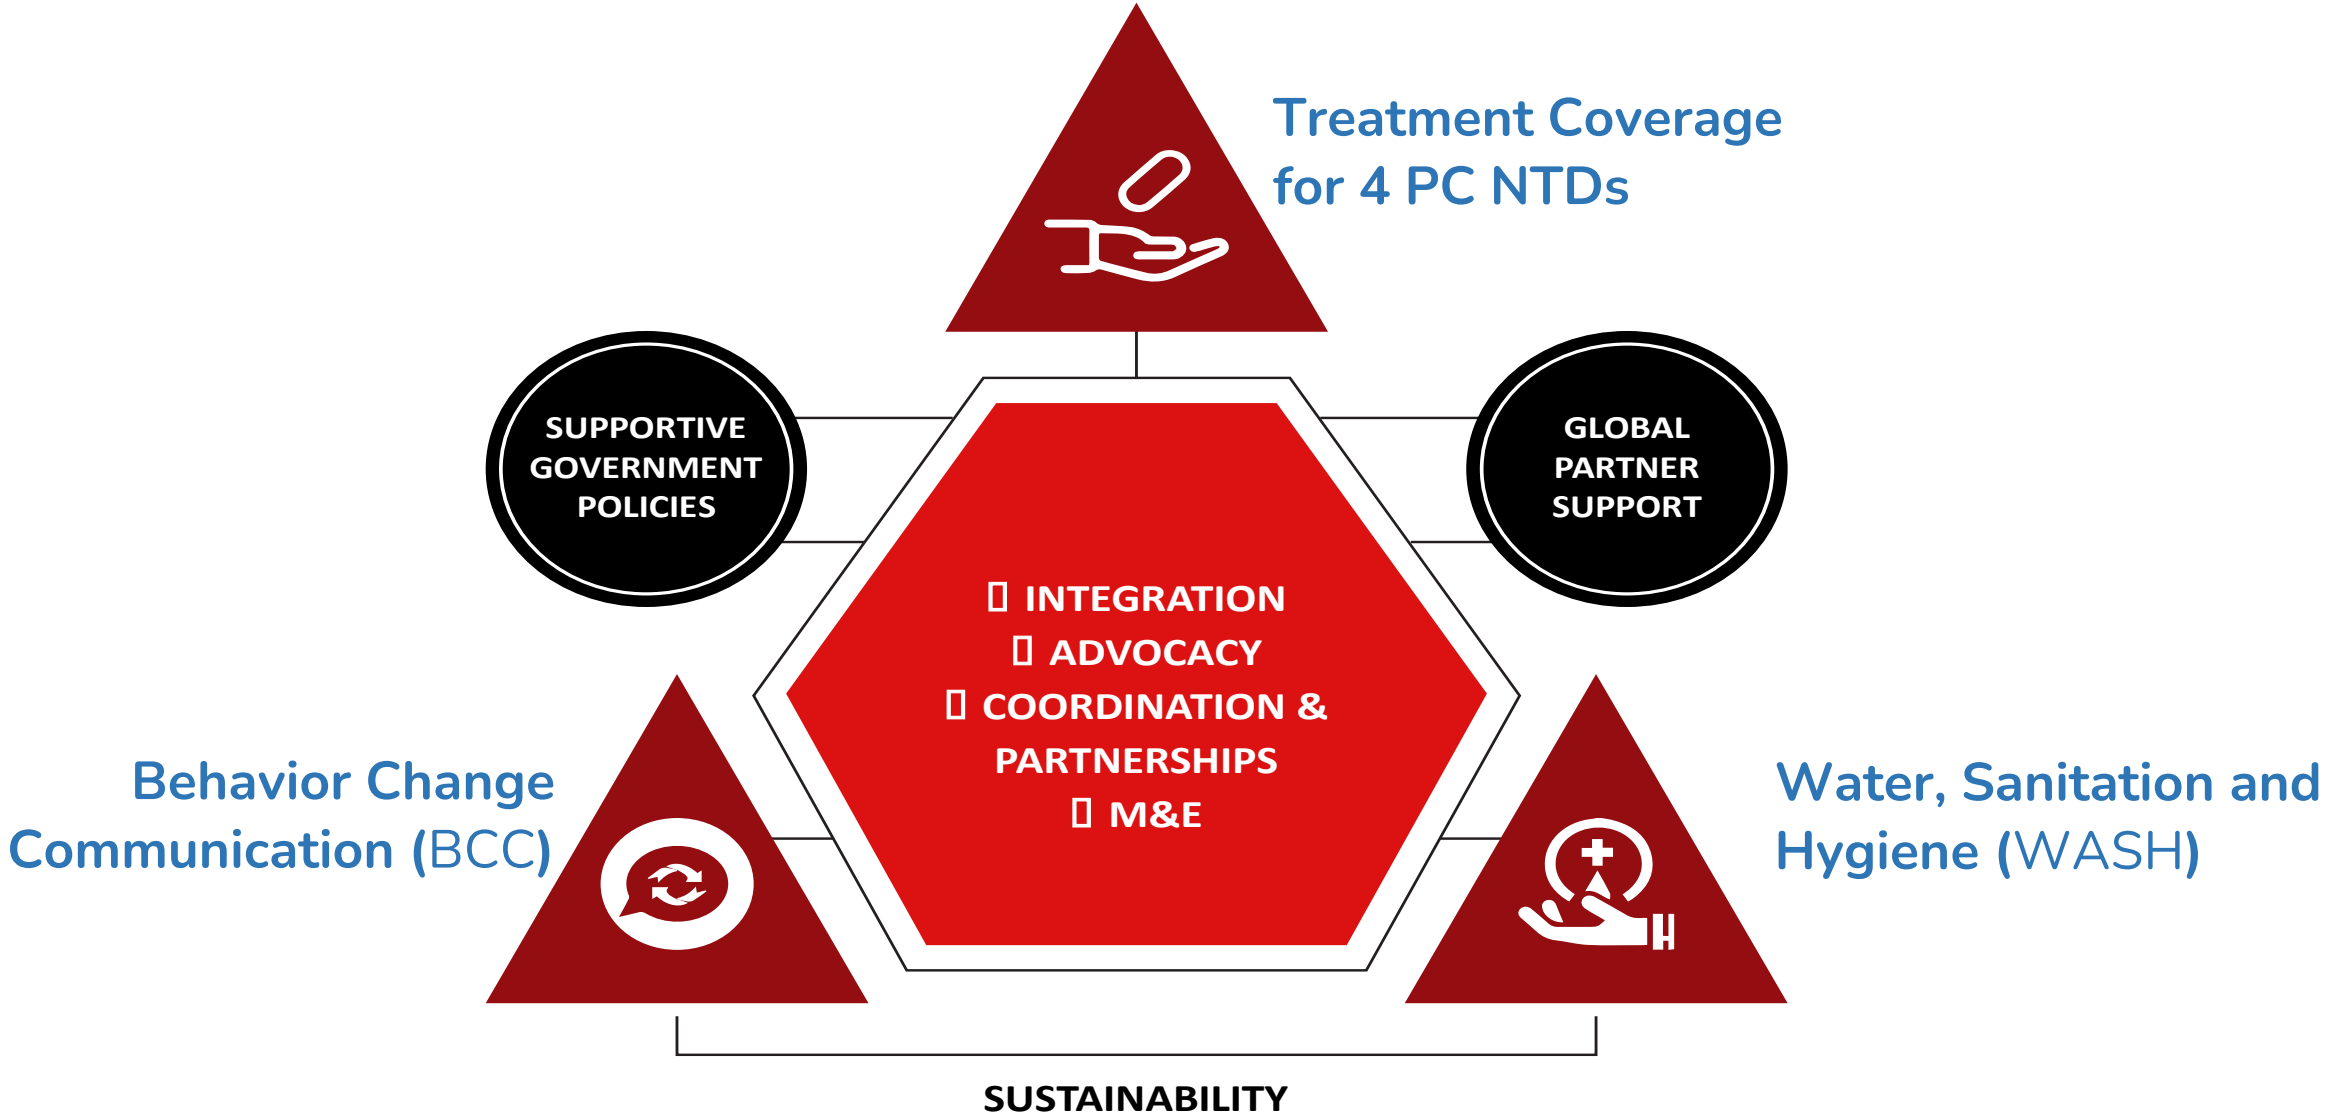 Treatment Coverage
for 4 PC NTDs
SUPPORTIVE
GOVERNMENT
POLICIES
GLOBAL
PARTNER
SUPPORT
INTEGRATION
ADVOCACY
COORDINATION &
PARTNERSHIPS
M&E
Behavior Change
Communication (BCC)
Water, Sanitation and
Hygiene (WASH)
SUSTAINABILITY